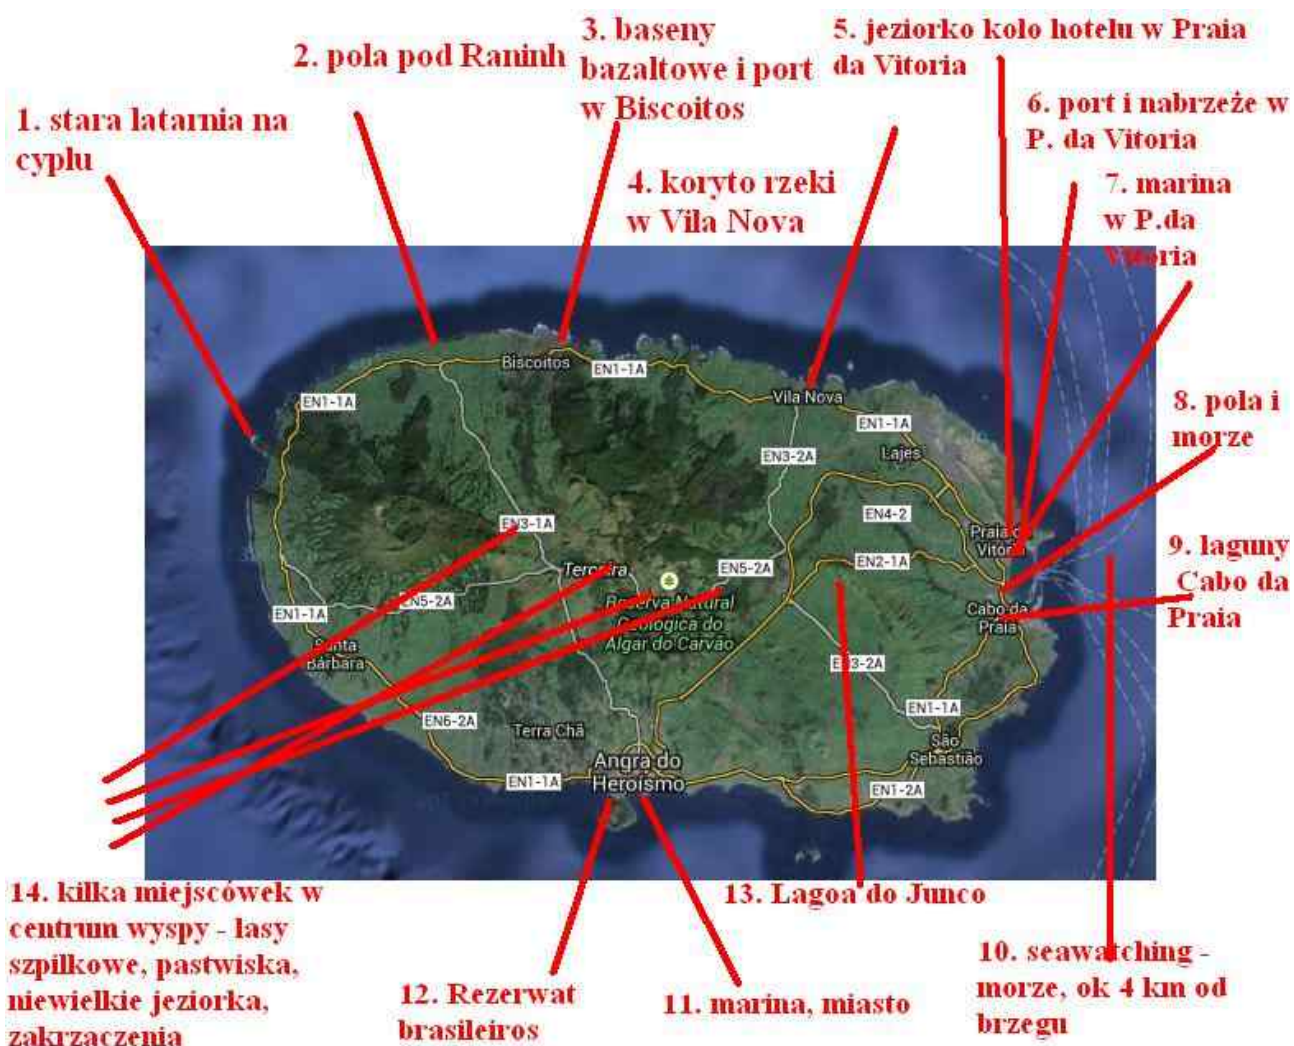 1. stara latarnia na
cyplu
2. pola pod Raninh
3. baseny
bazaltowe i port
w Biscoitos
4. koryto rzeki
w Vila Nova
5. jeziorko koło hotelu w Praia
da Vitoria
6. port i nabrzeże w
P. da Vitoria
7. marina
w P.da
Vitoria
8. pola i
morze
9. laguny
Cabo da
Praia
Biscoitos
EN1-1A
EN1-1A
Vila Nova
EN1-1A
Lajes
EN3-2A
EN3-1A
EN4-2
Praia da
Vitória
Terceira
EN5-2A
EN2-1A
EN5-2A
Reserva Natural
Geológica do
Algar do Carvão
EN1-1A
Cabo da
Praia
Santa
Bárbara
EN3-2A
EN6-2A
EN1-1A
Terra Chã
São
Sebastião
Angra do
Heroísmo
EN1-1A
EN1-2A
14. kilka miejscówek w
centrum wyspy - lasy
szpilkowe, pastwiska,
niewielkie jeziorka,
zakrzaczenia
13. Lagoa do Junco
12. Rezerwat
brasileiros
11. marina, miasto
10. seawatching -
morze, ok 4 km od
brzegu